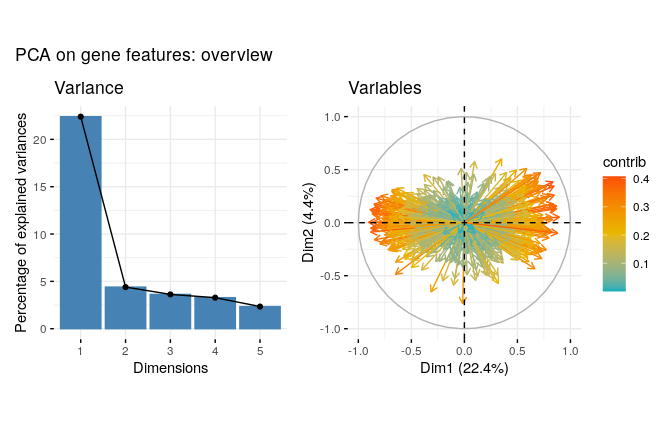 PCA on gene features: overview
Variance
Percentage of explained variances
20
15
10
5
0
1 2 3 4 5
Dimensions
Variables
Dim2 (4.4%)
1.0
0.5
0.0
-0.5
-1.0
-1.0 -0.5 0.0 0.5 1.0
Dim1 (22.4%)
contrib
0.4
0.3
0.2
0.1